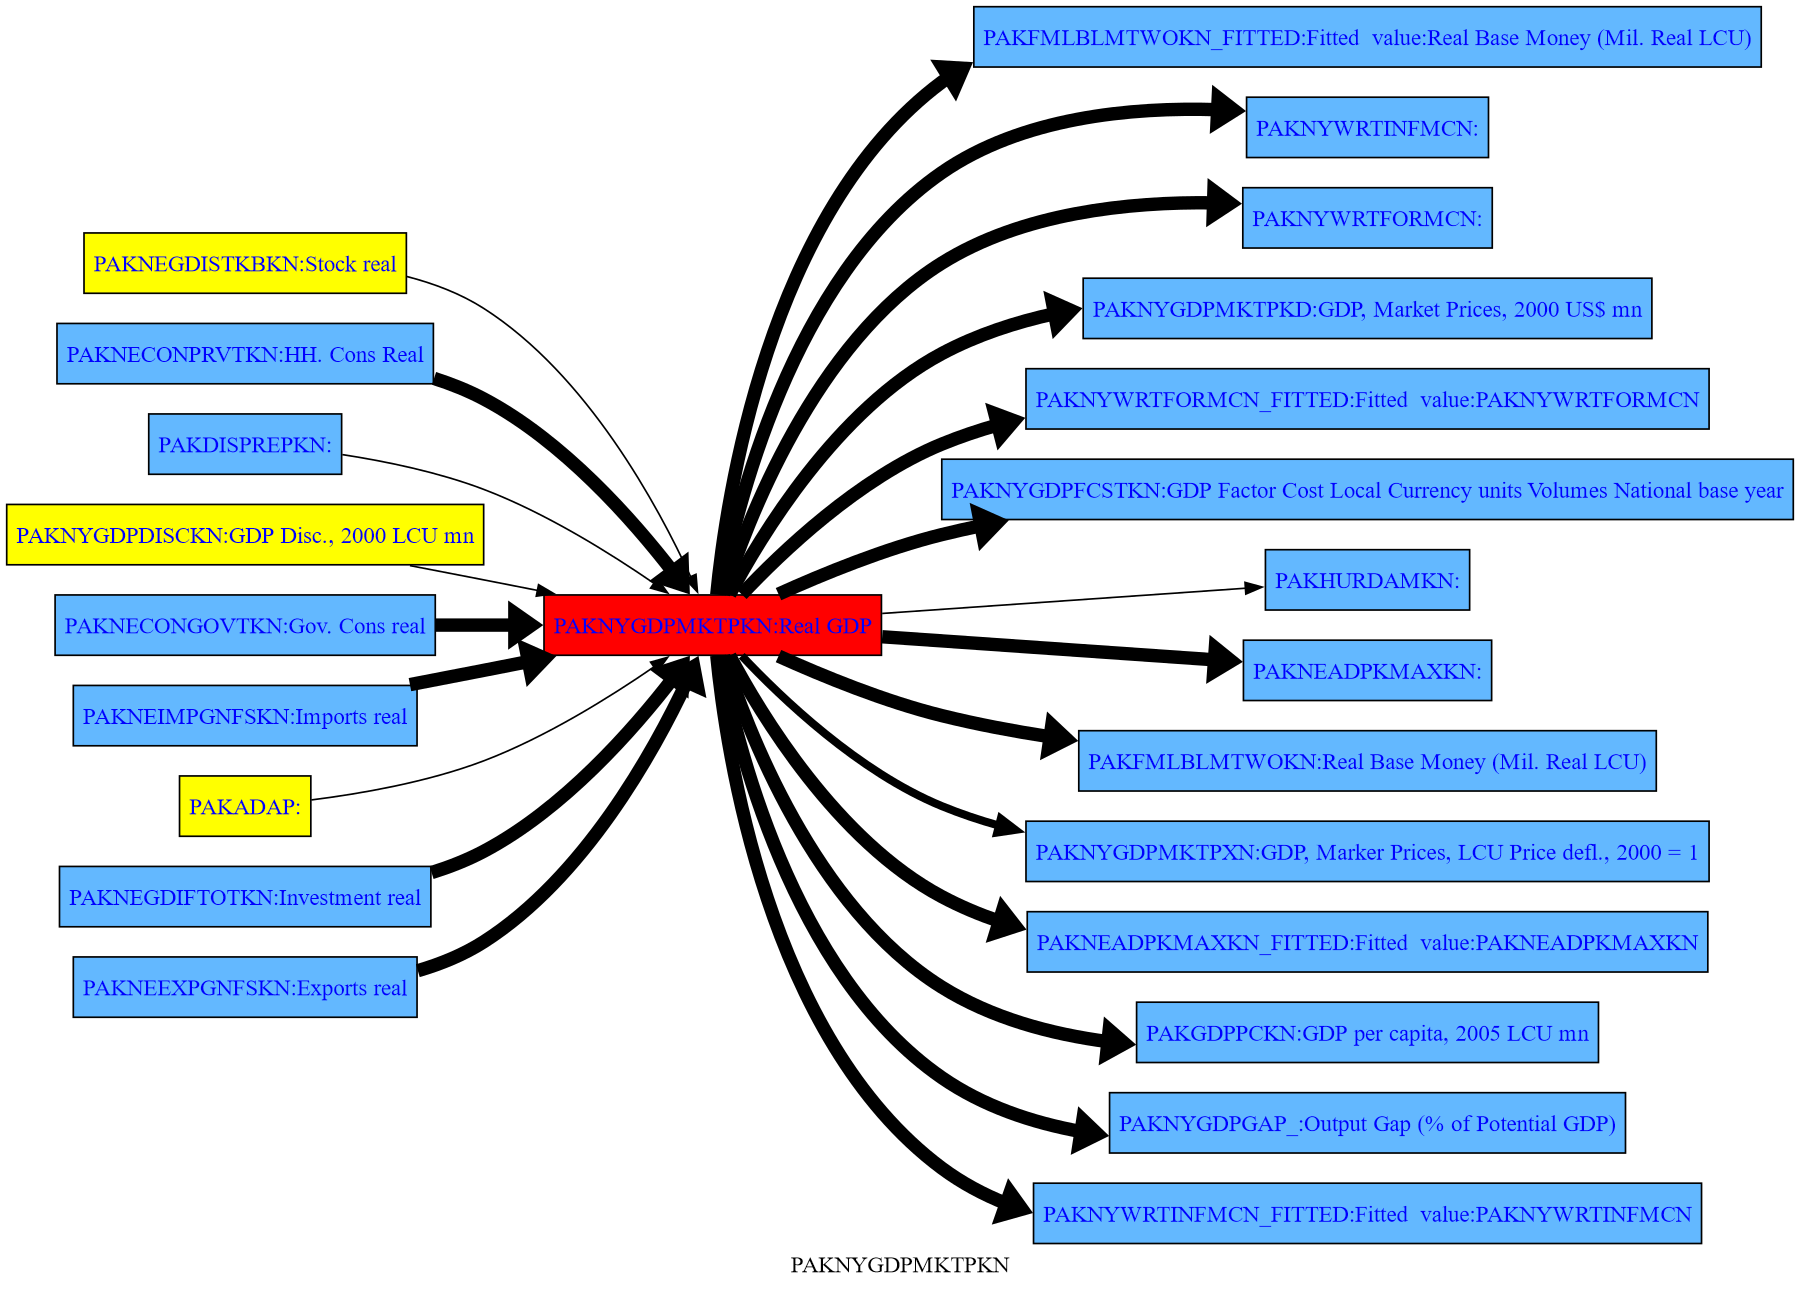 PAKNEGDISTKBKN:Stock real
PAKNECONPRVTKN:HH. Cons Real
PAKDISPREPKN:
PAKNYGDPDISCKN:GDP Disc., 2000 LCU mn
PAKNECONGOVTKN:Gov. Cons real
PAKNEIMPGNFSKN:Imports real
PAKADAP:
PAKNEGDIFTOTKN:Investment real
PAKNEEXPGNFSKN:Exports real
PAKNYGDPMKTPKN:Real GDP
PAKFMLBLMTWOKN_FITTED:Fitted  value:Real Base Money (Mil. Real LCU)
PAKNYWRTINFMCN:
PAKNYWRTFORMCN:
PAKNYGDPMKTPKD:GDP, Market Prices, 2000 US$ mn
PAKNYWRTFORMCN_FITTED:Fitted  value:PAKNYWRTFORMCN
PAKNYGDPFCSTKN:GDP Factor Cost Local Currency units Volumes National base year
PAKHURDAMKN:
PAKNEADPKMAXKN:
PAKFMLBLMTWOKN:Real Base Money (Mil. Real LCU)
PAKNYGDPMKTPXN:GDP, Marker Prices, LCU Price defl., 2000 = 1
PAKNEADPKMAXKN_FITTED:Fitted  value:PAKNEADPKMAXKN
PAKGDPPCKN:GDP per capita, 2005 LCU mn
PAKNYGDPGAP_:Output Gap (% of Potential GDP)
PAKNYWRTINFMCN_FITTED:Fitted  value:PAKNYWRTINFMCN
PAKNYGDPMKTPKN